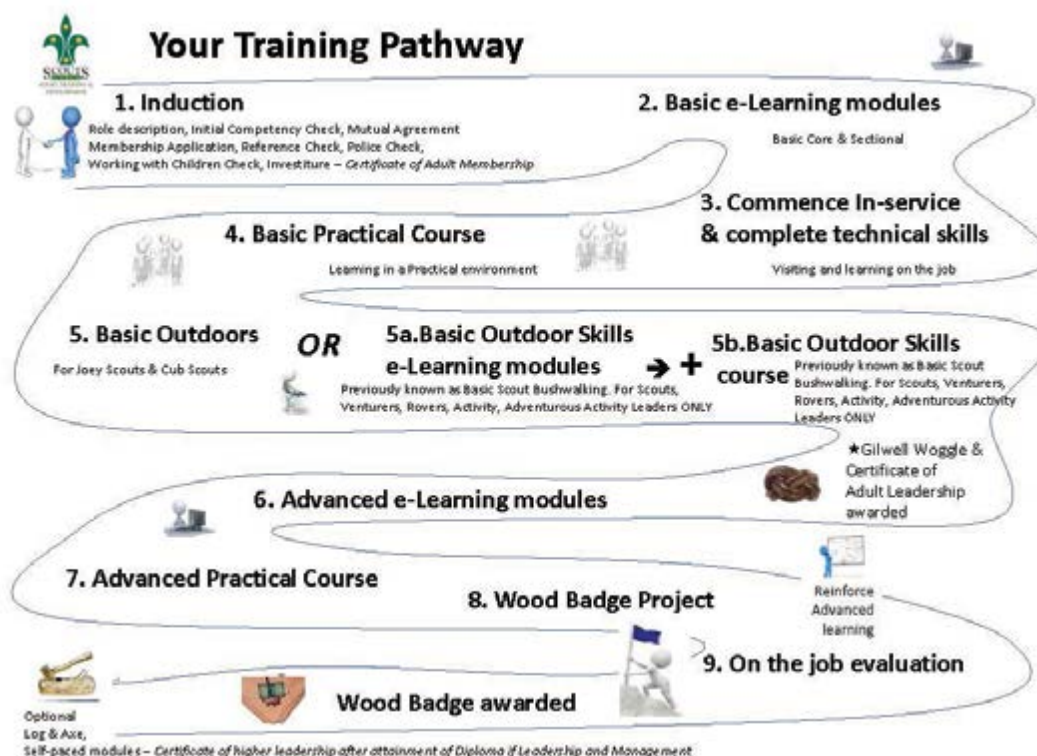 Your Training Pathway
SCOUTS
1. Induction
Role description, Initial Competency Check, Mutual Agreement
Membership Application, Reference Check, Police Check,
Working with Children Check, Investiture – Certificate of Adult Membership
2. Basic e-Learning modules
Basic Core & Sectional
3. Commence In-service
& complete technical skills
Visiting and learning on the job
4. Basic Practical Course
Learning in a Practical environment
5. Basic Outdoors
For Joey Scouts & Cub Scouts
OR
5a.Basic Outdoor Skills
e-Learning modules
Previously known as Basic Scout Bushwalking. For Scouts,
Venturers, Rovers, Activity, Adventurous Activity Leaders ONLY
➔ +
5b.Basic Outdoor Skills
course
Previously known as Basic Scout
Bushwalking. For Scouts, Venturers,
Rovers, Activity, Adventurous Activity
Leaders ONLY
★Gilwell Woggle &
Certificate of
Adult Leadership
awarded
6. Advanced e-Learning modules
7. Advanced Practical Course
8. Wood Badge Project
Reinforce
Advanced
learning
9. On the job evaluation
Wood Badge awarded
Optional
Log & Axe,
Self-paced modules – Certificate of higher leadership after attainment of Diploma if Leadership and Management